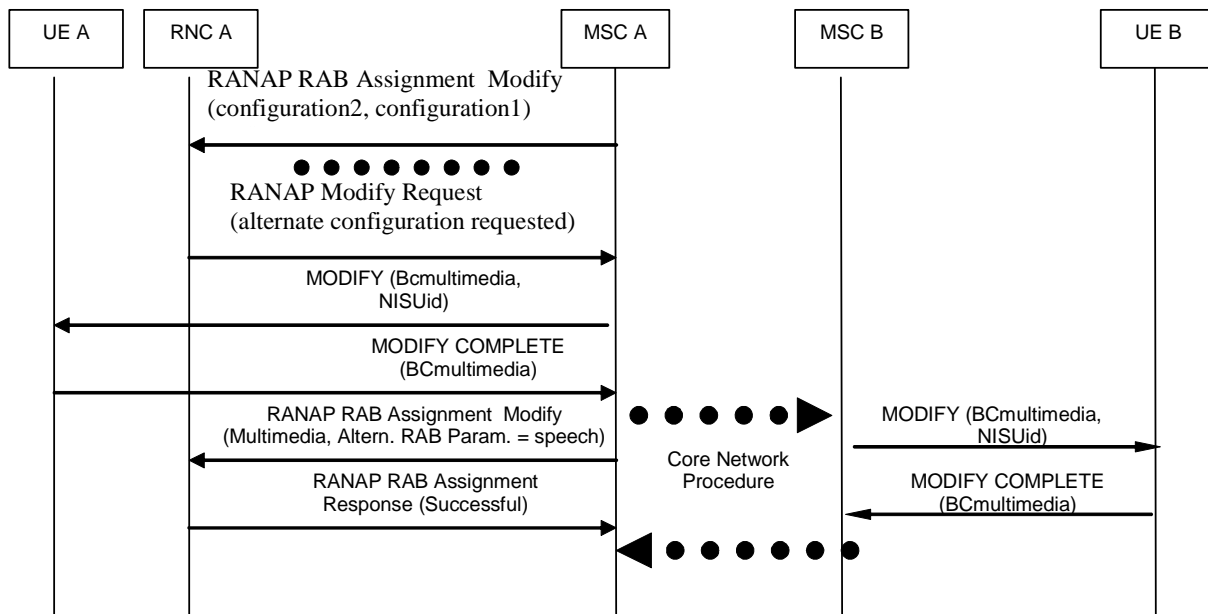 UE A
RNC A
MSC A
MSC B
UE B
RANAP RAB Assignment  Modify
(configuration2, configuration1)
RANAP Modify Request
(alternate configuration requested)
MODIFY (Bcmultimedia,
NISUid)
MODIFY COMPLETE
(BCmultimedia)
RANAP RAB Assignment  Modify
(Multimedia, Altern. RAB Param. = speech)
RANAP RAB Assignment
Response (Successful)
Core Network
Procedure
MODIFY (BCmultimedia,
NISUid)
MODIFY COMPLETE
(BCmultimedia)